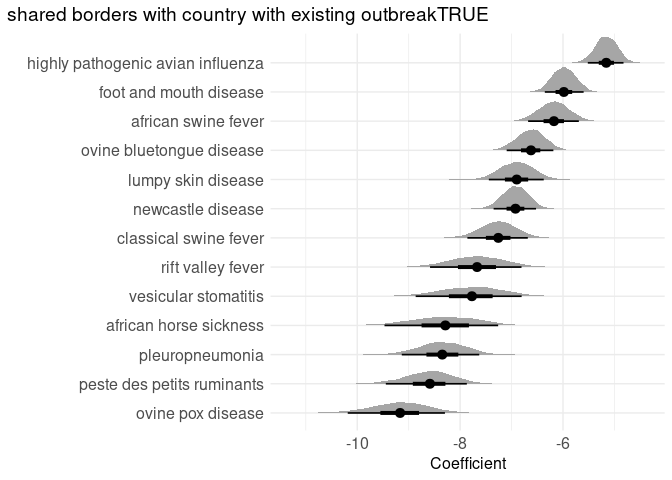 shared borders with country with existing outbreakTRUE
highly pathogenic avian influenza
foot and mouth disease
african swine fever
ovine bluetongue disease
lumpy skin disease
newcastle disease
classical swine fever
rift valley fever
vesicular stomatitis
african horse sickness
pleuropneumonia
peste des petits ruminants
ovine pox disease
-10 -8 -6
Coefficient